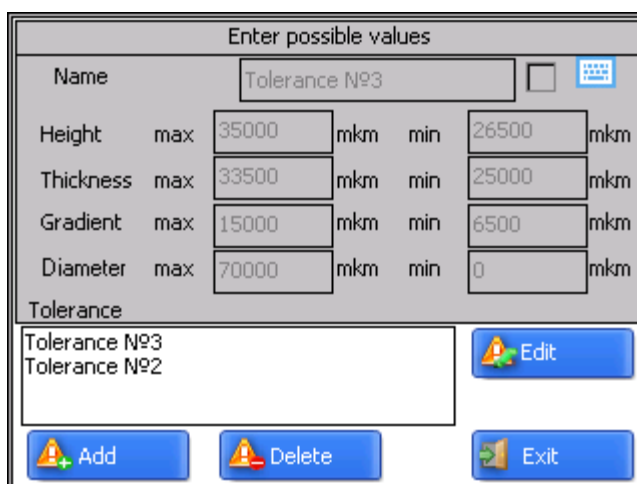 Enter possible values
Name Tolerance №3
Height max 35000 mkm min 26500 mkm
Thickness max 33500 mkm min 25000 mkm
Gradient max 15000 mkm min 6500 mkm
Diameter max 70000 mkm min 0 mkm
Tolerance
Tolerance №3
Tolerance №2
Edit
Add Delete Exit